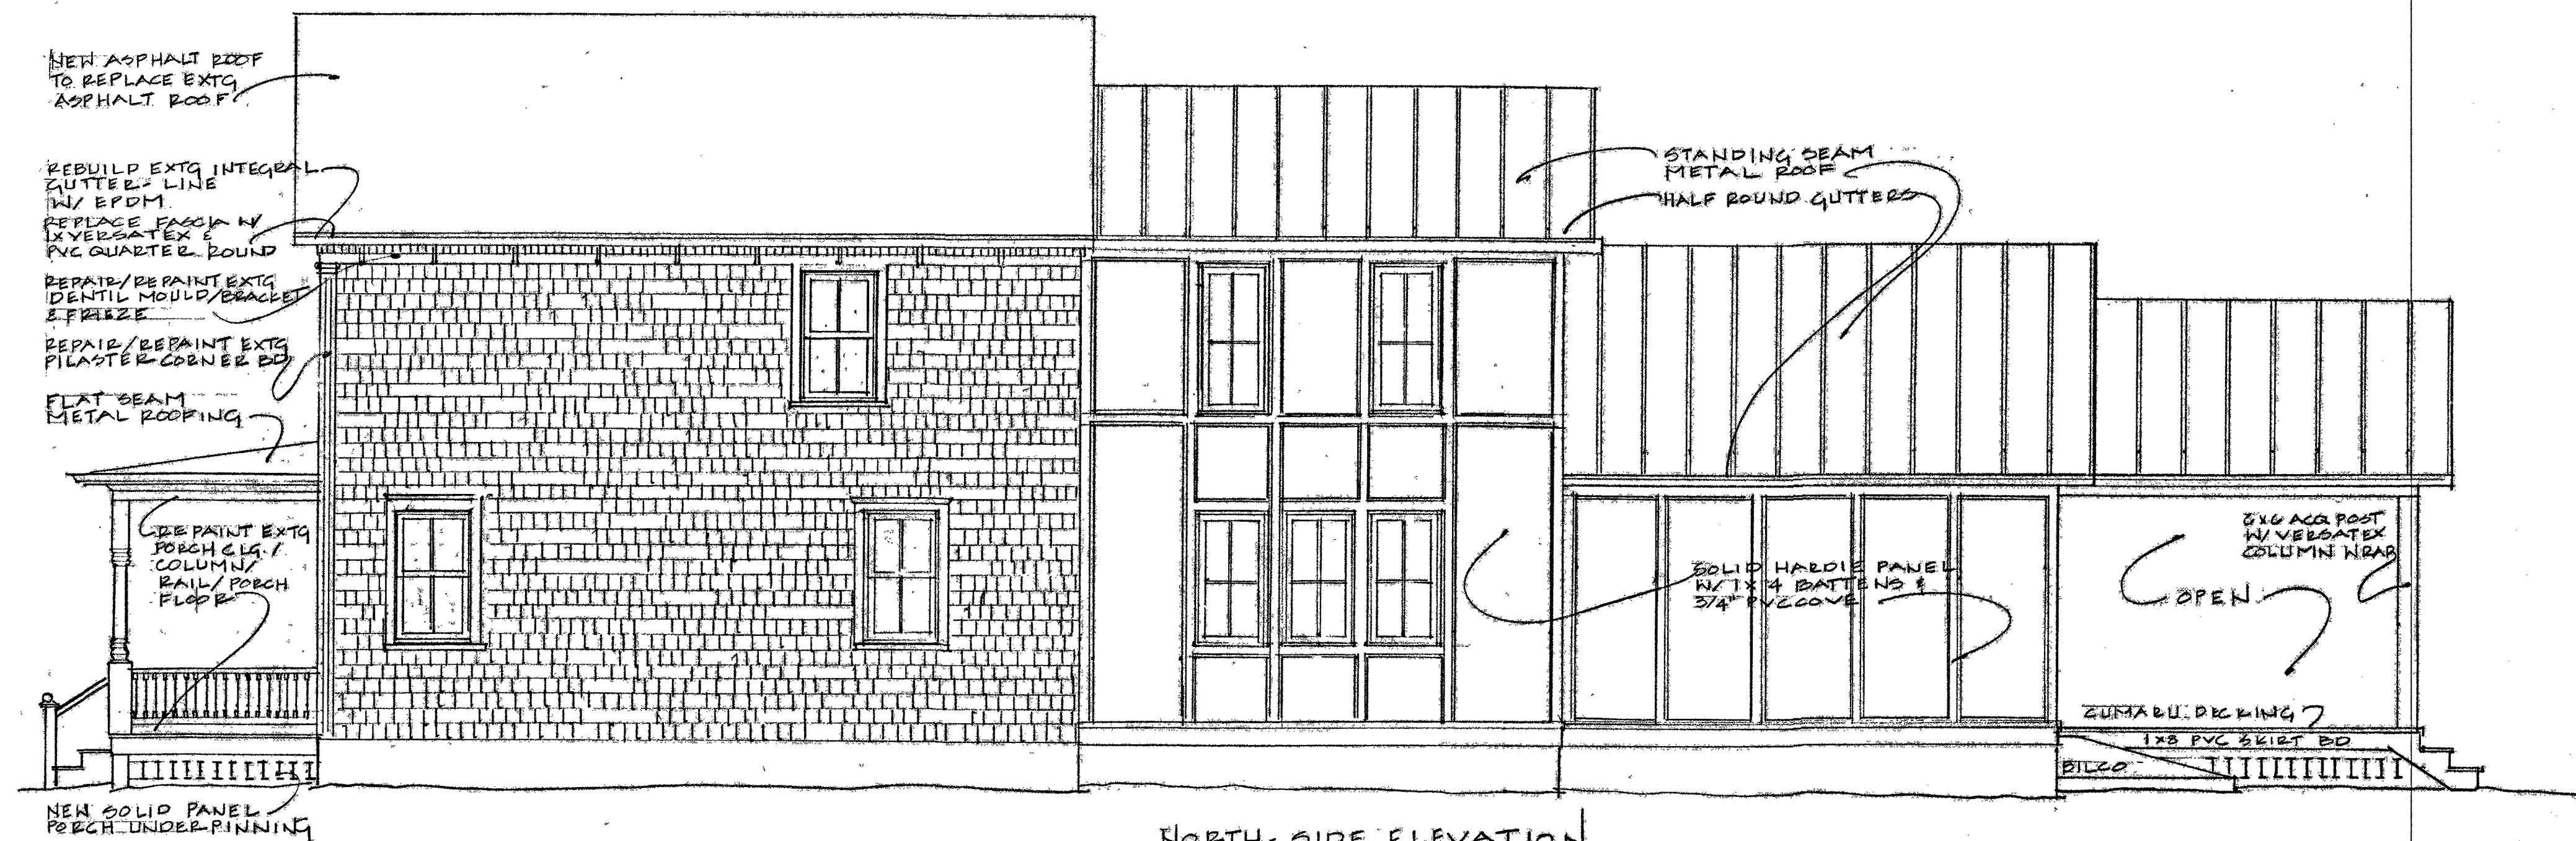 NEW ASPHALT ROOF
TO REPLACE EXTG
ASPHALT ROOF
REBUILD EXTG INTEGRAL
GUTTER - LINE
W/ EPDM
REPLACE FASCIA W/
1X VERSATEX &
PVC QUARTER ROUND
REPAIR/REPAINT EXTG
DENTIL MOULD/BRACKET
& FRIEZE
REPAIR/REPAINT EXTG
PILASTER CORNER BD
FLAT SEAM
METAL ROOFING
REPAINT EXTG
PORCH CLG./
COLUMN/
RAIL/PORCH
FLOOR
NEW SOLID PANEL
PORCH UNDERPINNING
STANDING SEAM
METAL ROOF
HALF ROUND GUTTERS
SOLID HARDIE PANEL
W/ 1X4 BATTENS &
3/4" PVC COVE
6X6 ACQ POST
W/ VERSATEX
COLUMN WRAP
OPEN
CUMARU DECKING
1X8 PVC SKIRT BD
BILCO
NORTH - SIDE ELEVATION